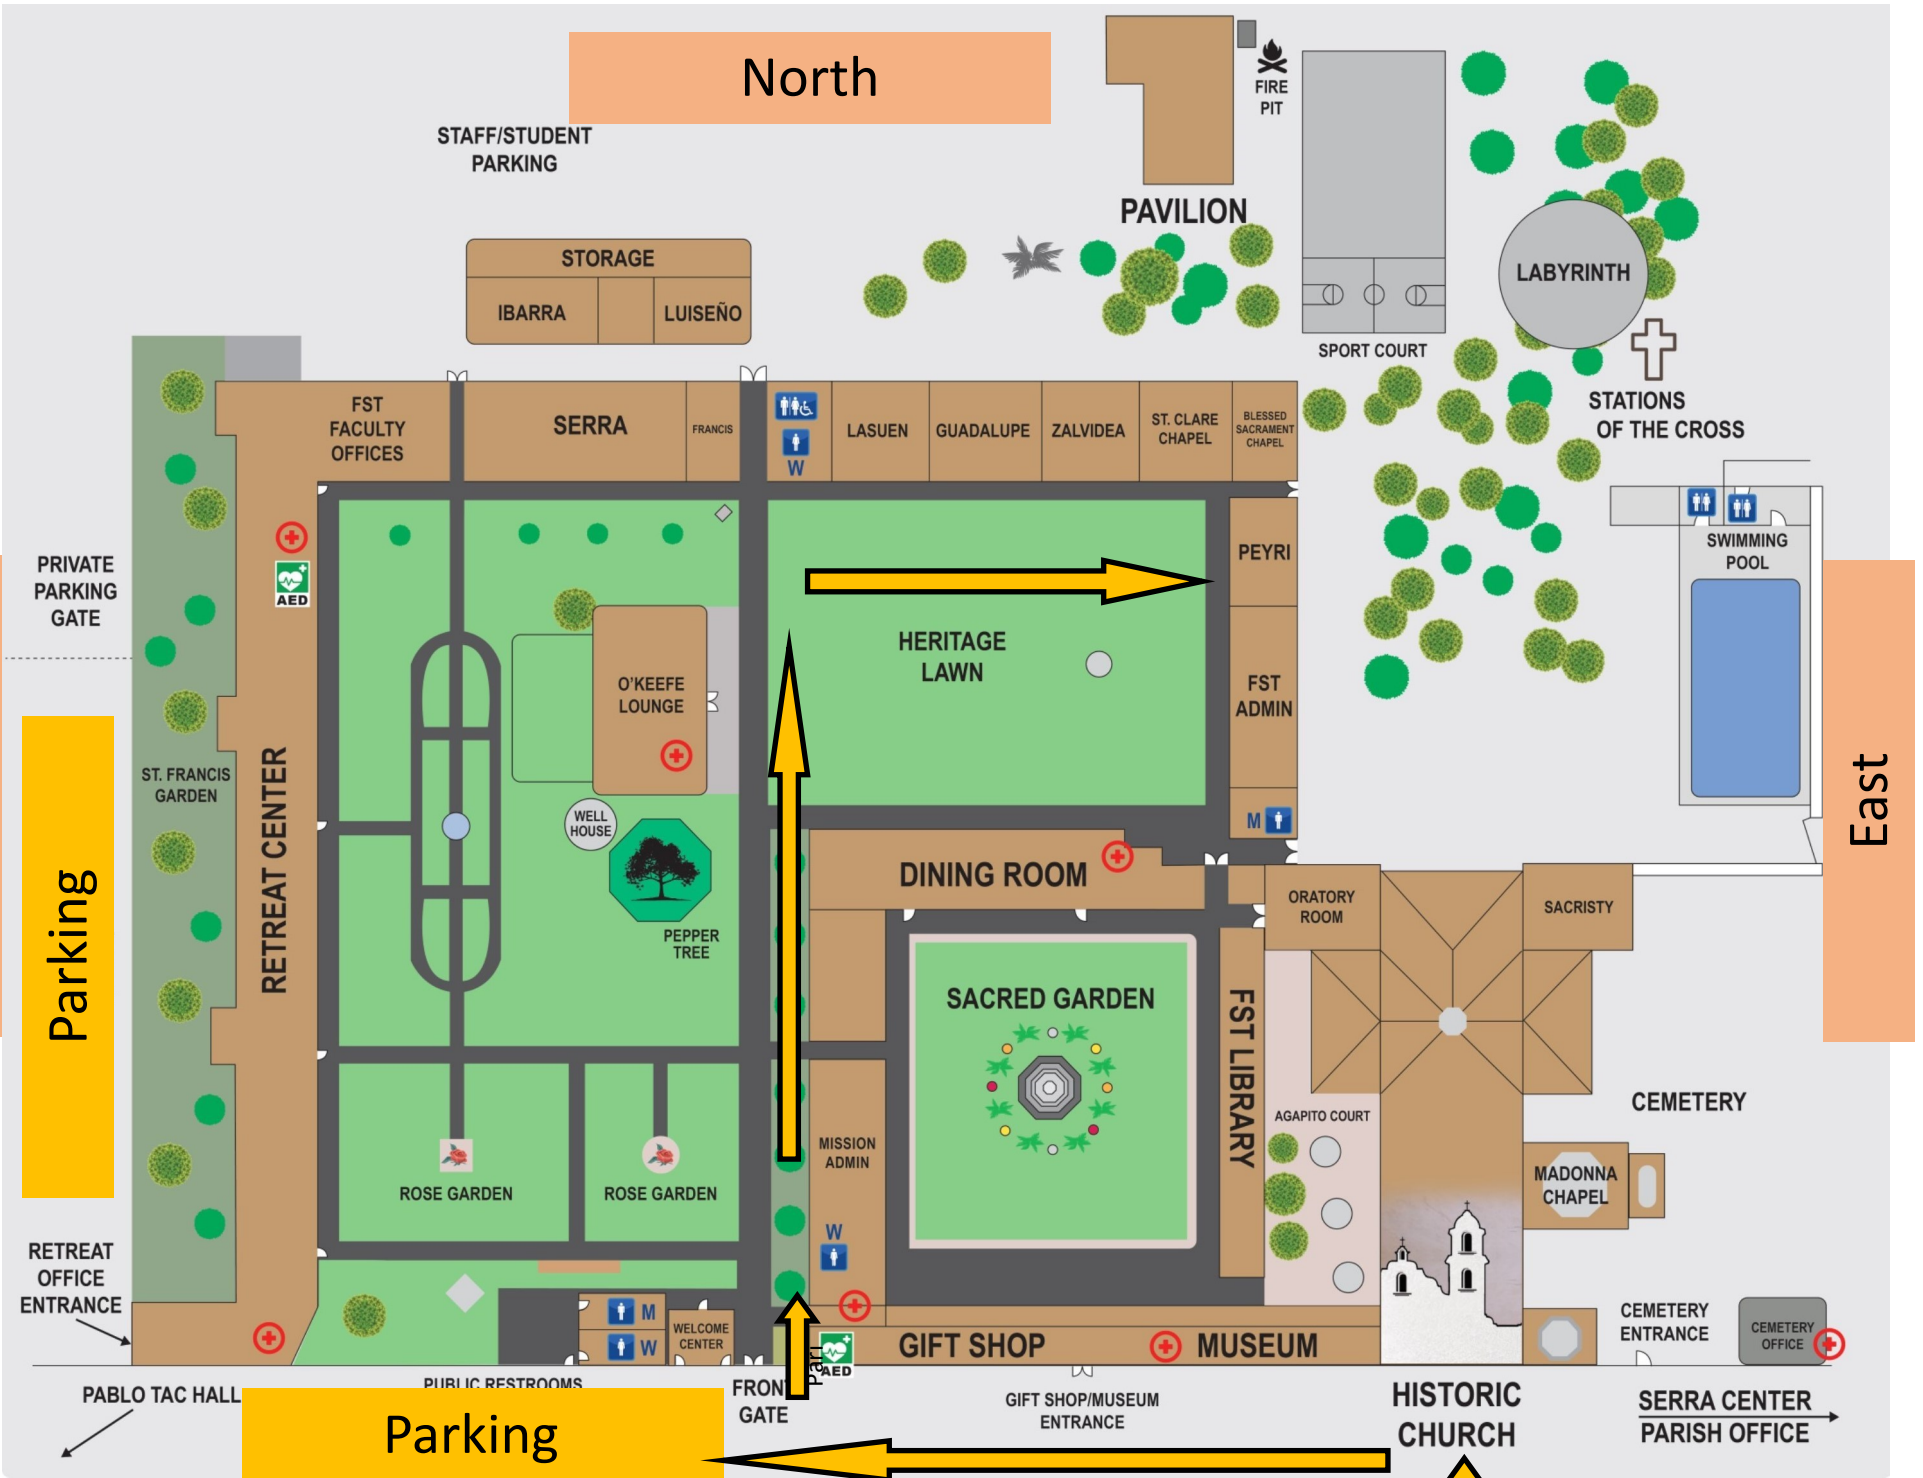 North
STAFF/STUDENT
PARKING
FIRE
PIT
PAVILION
STORAGE
IBARRA
LUISEÑO
LABYRINTH
SPORT COURT
STATIONS
OF THE CROSS
FST
FACULTY
OFFICES
SERRA
FRANCIS
W
LASUEN
GUADALUPE
ZALVIDEA
ST. CLARE
CHAPEL
BLESSED
SACRAMENT
CHAPEL
PRIVATE
PARKING
GATE
AED
PEYRI
SWIMMING
POOL
HERITAGE
LAWN
O'KEEFE
LOUNGE
FST
ADMIN
Parking
ST. FRANCIS
GARDEN
RETREAT CENTER
WELL
HOUSE
M
East
DINING ROOM
ORATORY
ROOM
SACRISTY
PEPPER
TREE
SACRED GARDEN
FST LIBRARY
AGAPITO COURT
CEMETERY
MISSION
ADMIN
MADONNA
CHAPEL
ROSE GARDEN
ROSE GARDEN
W
RETREAT
OFFICE
ENTRANCE
M
W
WELCOME
CENTER
GIFT SHOP
MUSEUM
AED
CEMETERY
ENTRANCE
CEMETERY
OFFICE
PABLO TAC HALL
PUBLIC RESTROOMS
Parking
GATE
GIFT SHOP/MUSEUM
ENTRANCE
HISTORIC
CHURCH
SERRA CENTER
PARISH OFFICE